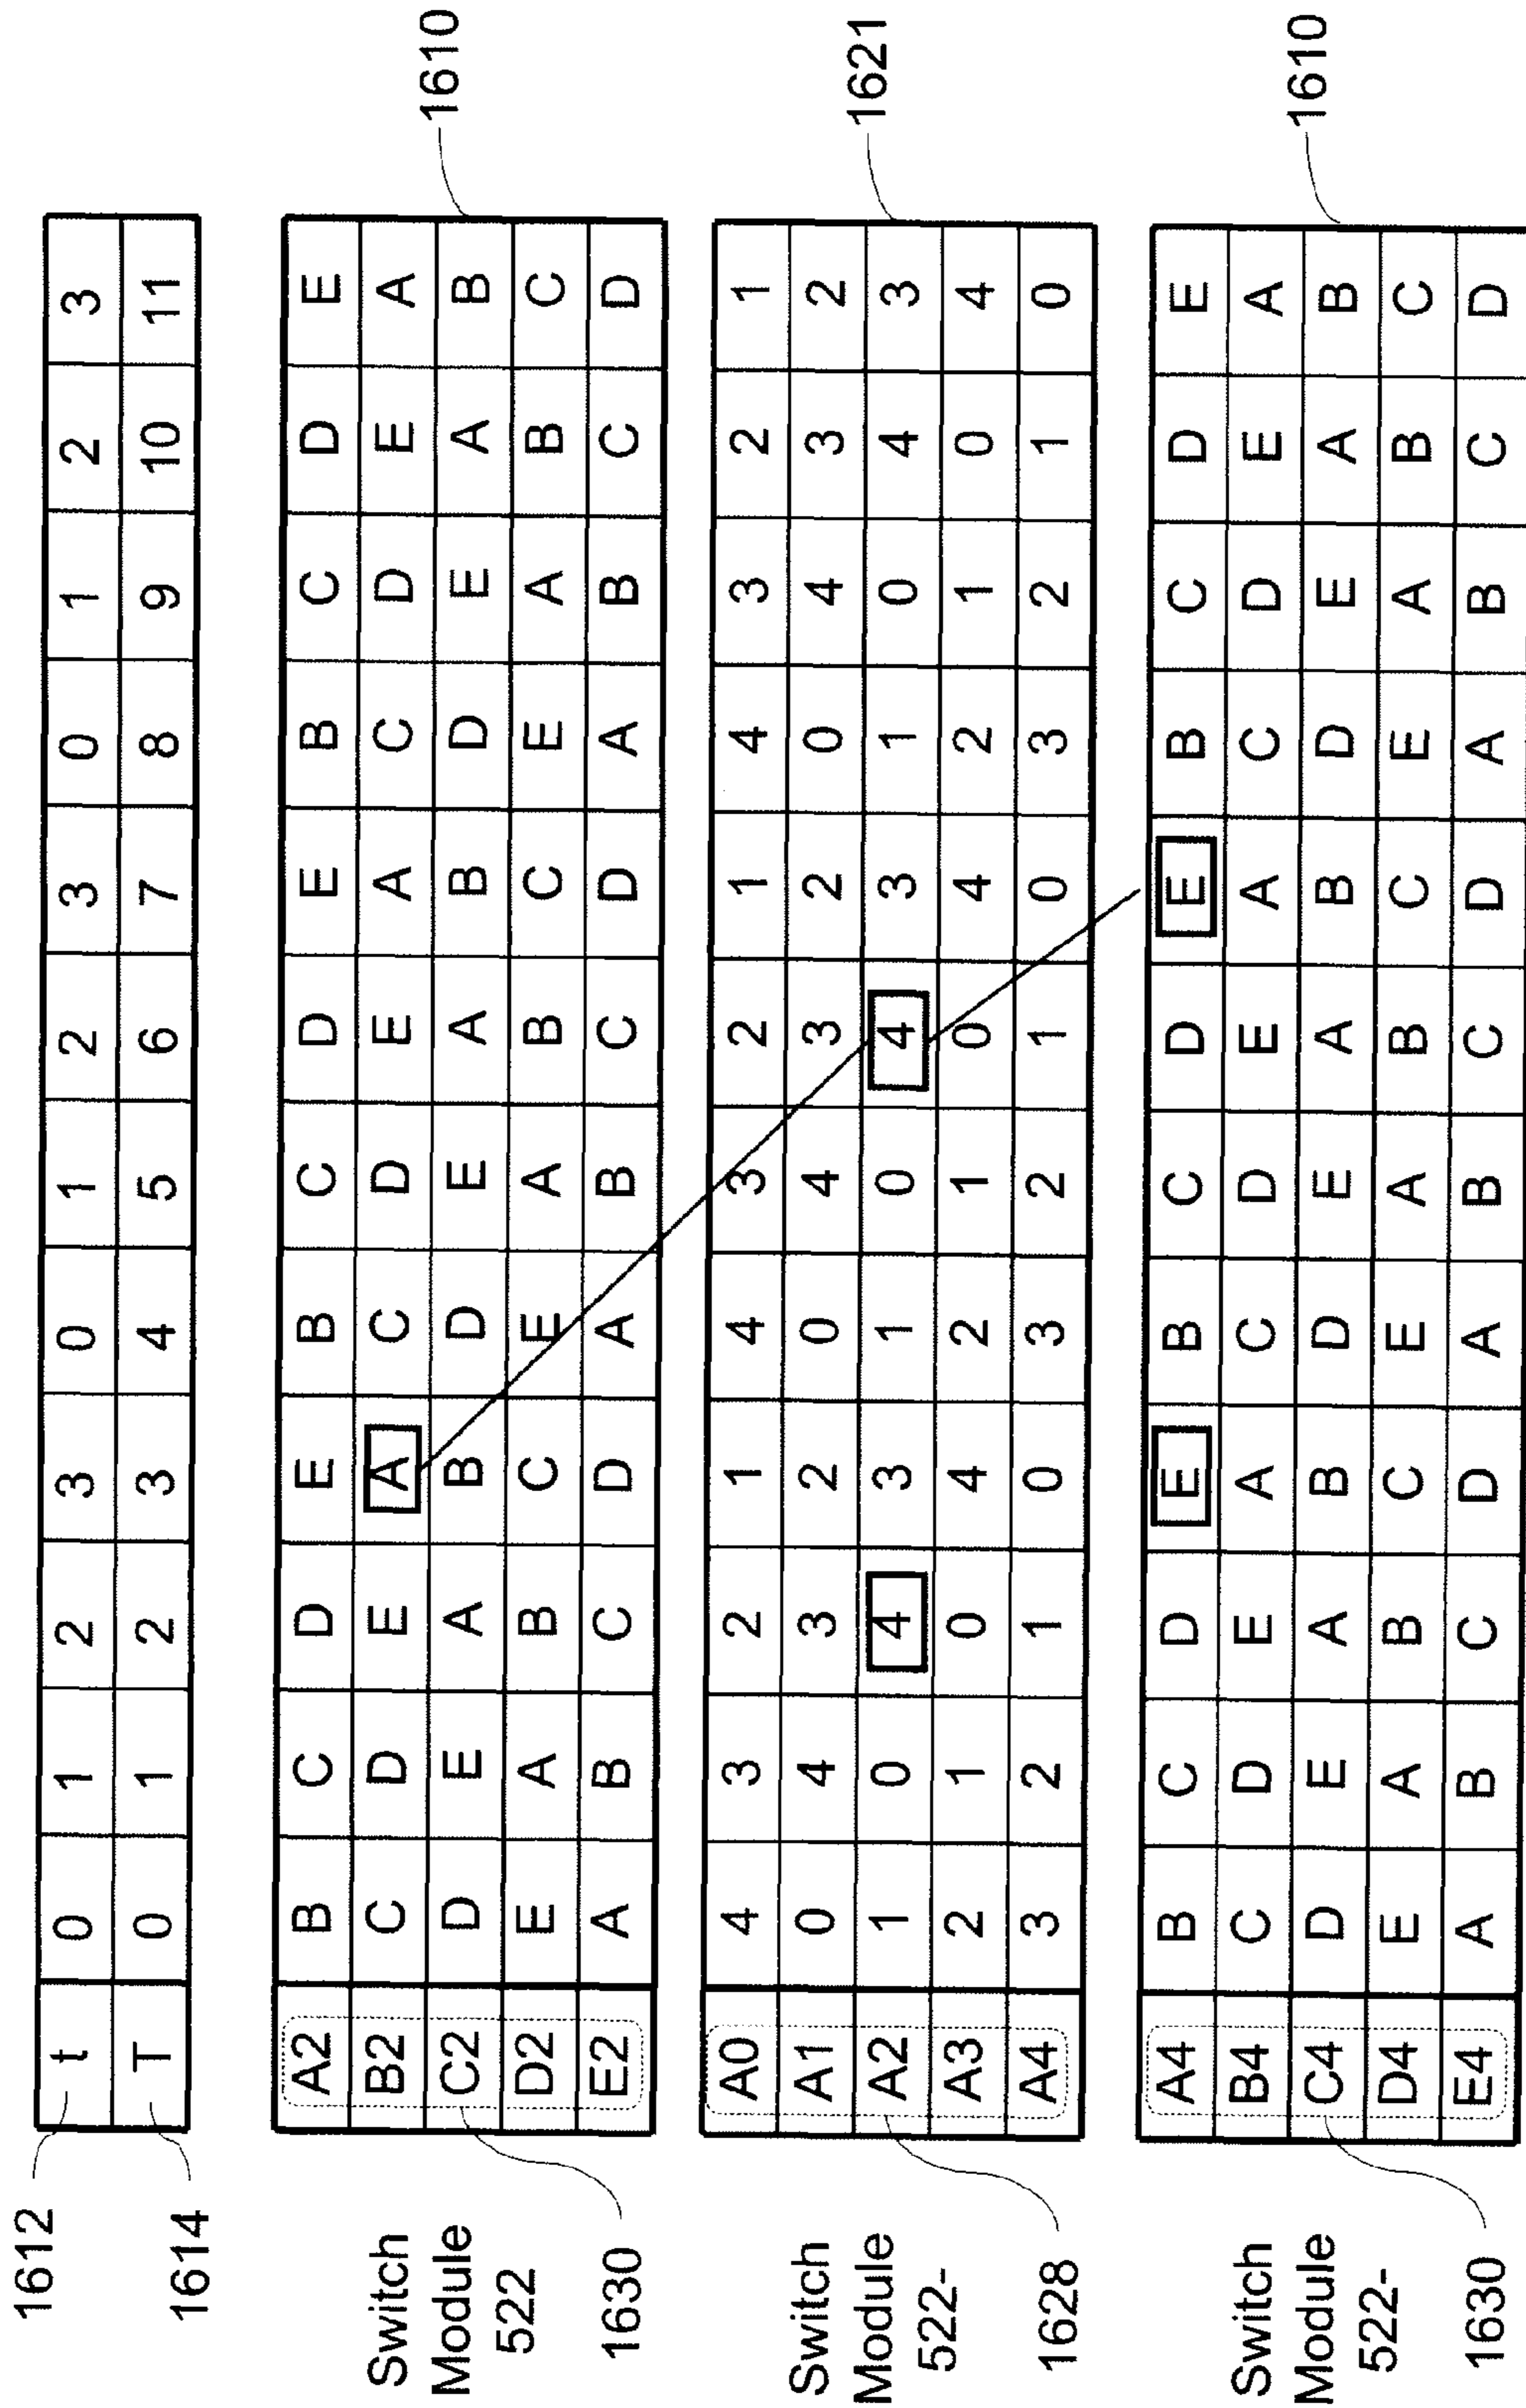 1612
t 0 1 2 3 0 1 2 3 0 1 2 3
1614
T 0 1 2 3 4 5 6 7 8 9 10 11
Switch
Module
522
1630
1610
A2 B C D E B C D E B C D E
B2 C D E A C D E A C D E A
C2 D E A B D E A B D E A B
D2 E A B C E A B C E A B C
E2 A B C D A B C D A B C D
Switch
Module
522-
1628
1621
A0 4 3 2 1 4 3 2 1 4 3 2 1
A1 0 4 3 2 0 4 3 2 0 4 3 2
A2 1 0 4 3 1 0 4 3 1 0 4 3
A3 2 1 0 4 2 1 0 4 2 1 0 4
A4 3 2 1 0 3 2 1 0 3 2 1 0
Switch
Module
522-
1630
1610
A4 B C D E B C D E B C D E
B4 C D E A C D E A C D E A
C4 D E A B D E A B D E A B
D4 E A B C E A B C E A B C
E4 A B C D A B C D A B C D